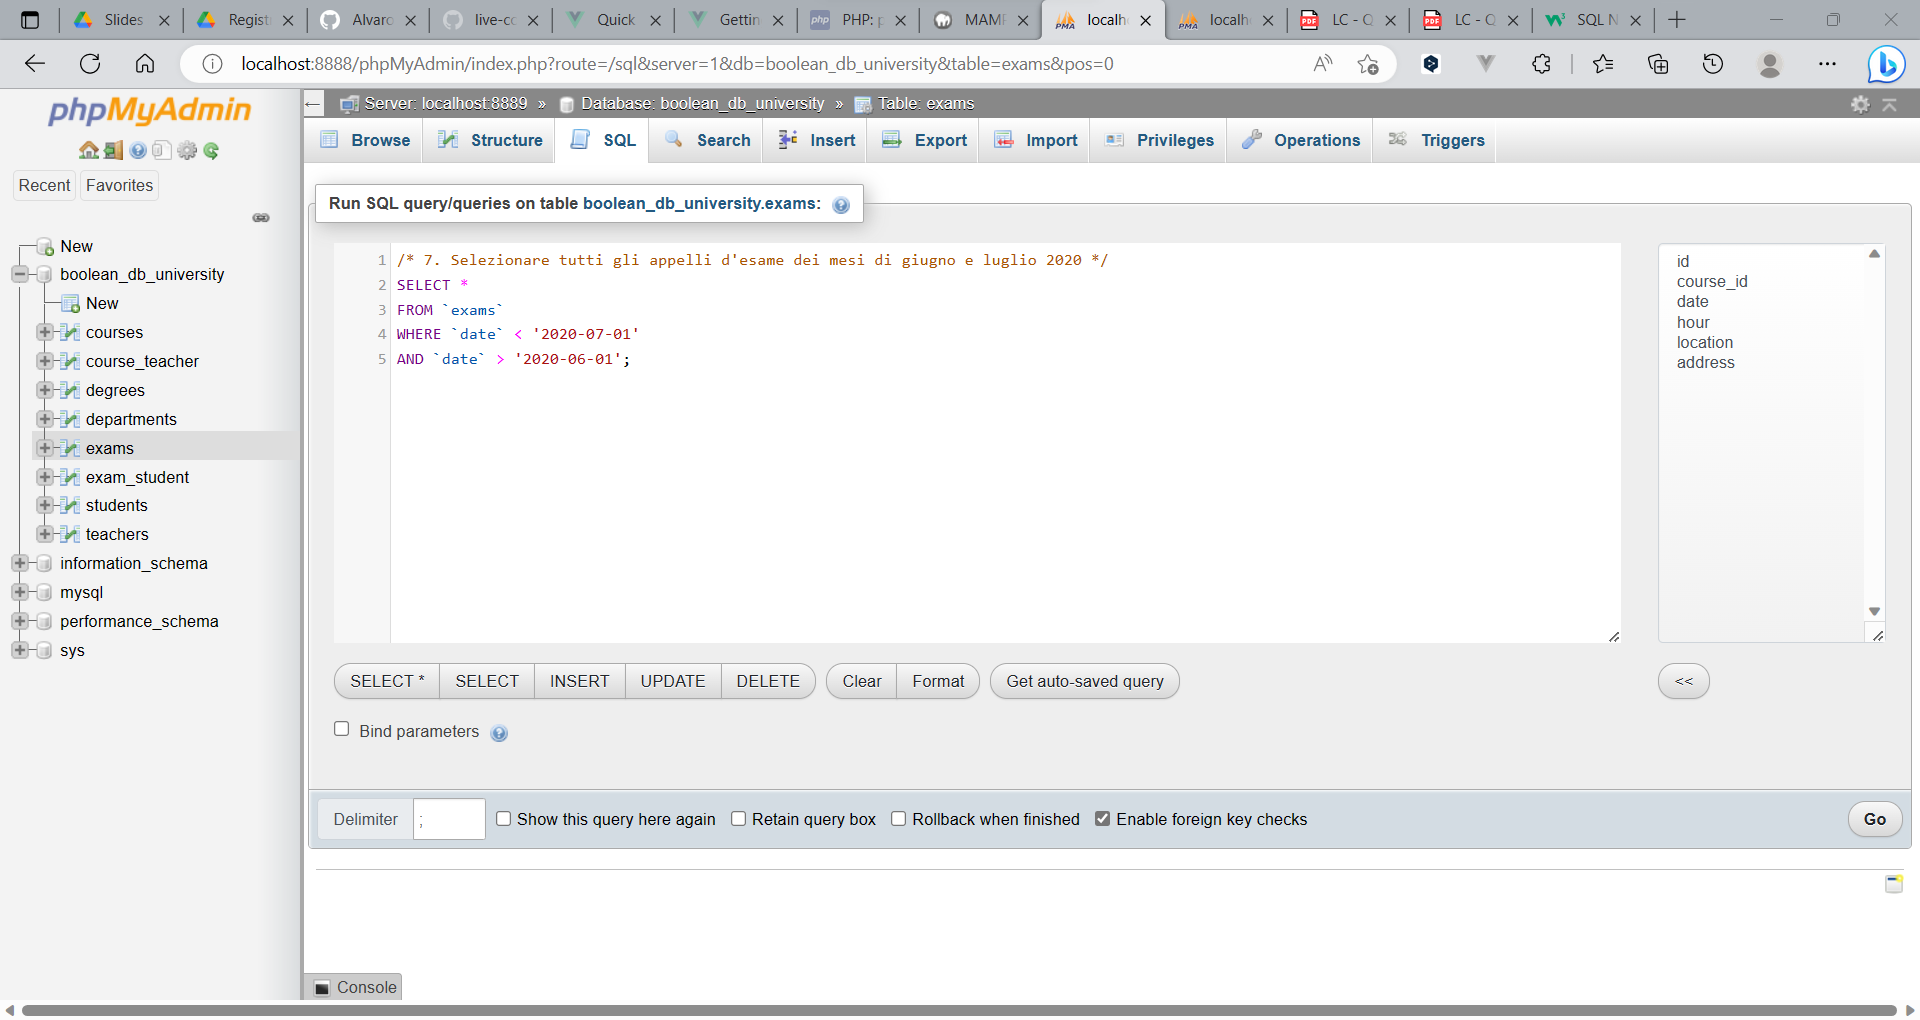 Slides
Regist
Alvaro
live-co
Quick
Gettin
php
PHP: p
MAMP
PMA
localh
PMA
localh
PDF
LC - Q
PDF
LC - Q
SQL N
localhost:8888/phpMyAdmin/index.php?route=/sql&server=1&db=boolean_db_university&table=exams&pos=0
phpMyAdmin
Recent
Favorites
New
boolean_db_university
New
courses
course_teacher
degrees
departments
exams
exam_student
students
teachers
information_schema
mysql
performance_schema
sys
Server: localhost:8889 » Database: boolean_db_university » Table: exams
Browse
Structure
SQL
Search
Insert
Export
Import
Privileges
Operations
Triggers
Run SQL query/queries on table boolean_db_university.exams:
1 /* 7. Selezionare tutti gli appelli d'esame dei mesi di giugno e luglio 2020 */
2 SELECT *
3 FROM `exams`
4 WHERE `date` < '2020-07-01'
5 AND `date` > '2020-06-01';
id
course_id
date
hour
location
address
SELECT *
SELECT
INSERT
UPDATE
DELETE
Clear
Format
Get auto-saved query
<<
Bind parameters
Delimiter
;
Show this query here again
Retain query box
Rollback when finished
Enable foreign key checks
Go
Console